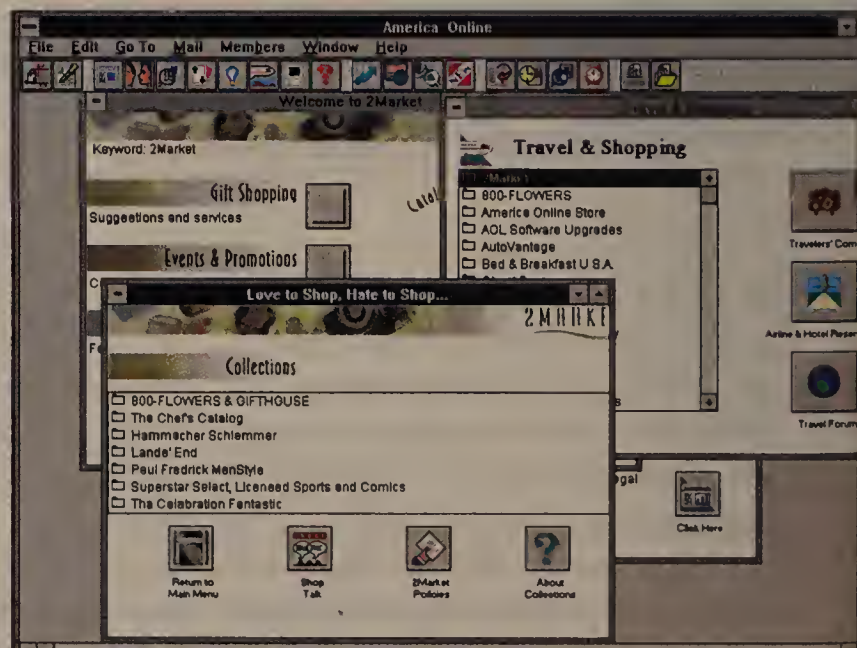 America Online
File Edit Go To Mail Members Window Help
Welcome to 2Market
Keyword: 2Market
Gift Shopping
Suggestions and services
Events & Promotions
Travel & Shopping
2Market
800-FLOWERS
America Online Store
AOL Software Upgrades
AutoVantage
Bed & Breakfast U.S.A.
Travelers' Com
Airline & Hotel Reser
Travel Forum
Click Here
Love to Shop, Hate to Shop...
2MARKE
Collections
800-FLOWERS & GIFTHOUSE
The Chef's Catalog
Hammacher Schlemmer
Lands' End
Paul Fredrick MenStyle
Superstar Select, Licensed Sports and Comics
The Celebration Fantastic
Return to
Main Menu
Shop
Talk
2Market
Policies
About
Collections